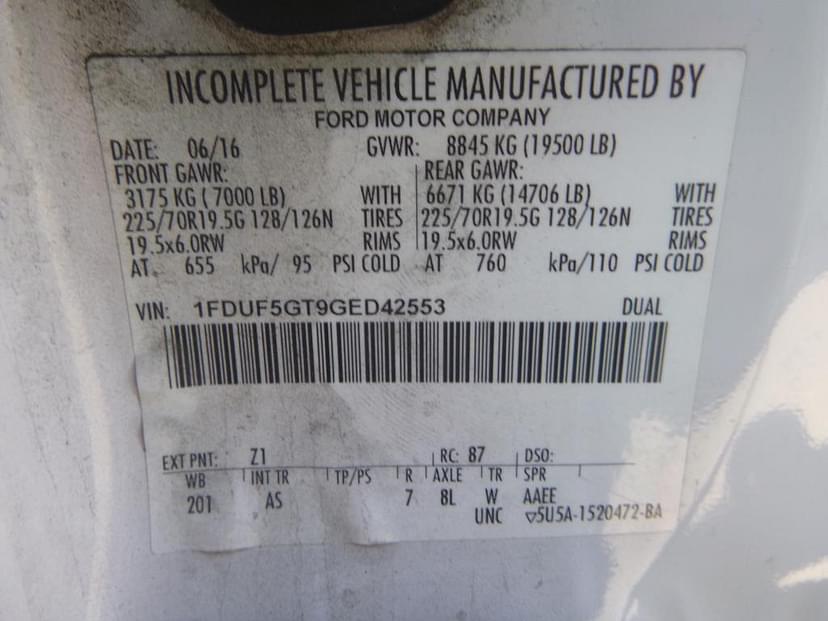 INCOMPLETE VEHICLE MANUFACTURED BY
FORD MOTOR COMPANY
DATE: 06/16 GVWR: 8845 KG (19500 LB)
FRONT GAWR: REAR GAWR:
3175 KG ( 7000 LB) WITH 6671 KG (14706 LB) WITH
225/70R19.5G 128/126N TIRES 225/70R19.5G 128/126N TIRES
19.5x6.0RW RIMS 19.5x6.0RW RIMS
AT 655 kPa/ 95 PSI COLD AT 760 kPa/110 PSI COLD
VIN: 1FDUF5GT9GED42553 DUAL
EXT PNT: Z1 RC: 87 DSO:
WB INT TR TP/PS R AXLE TR SPR
201 AS 7 8L W AAEE
UNC ▽5U5A-1520472-BA